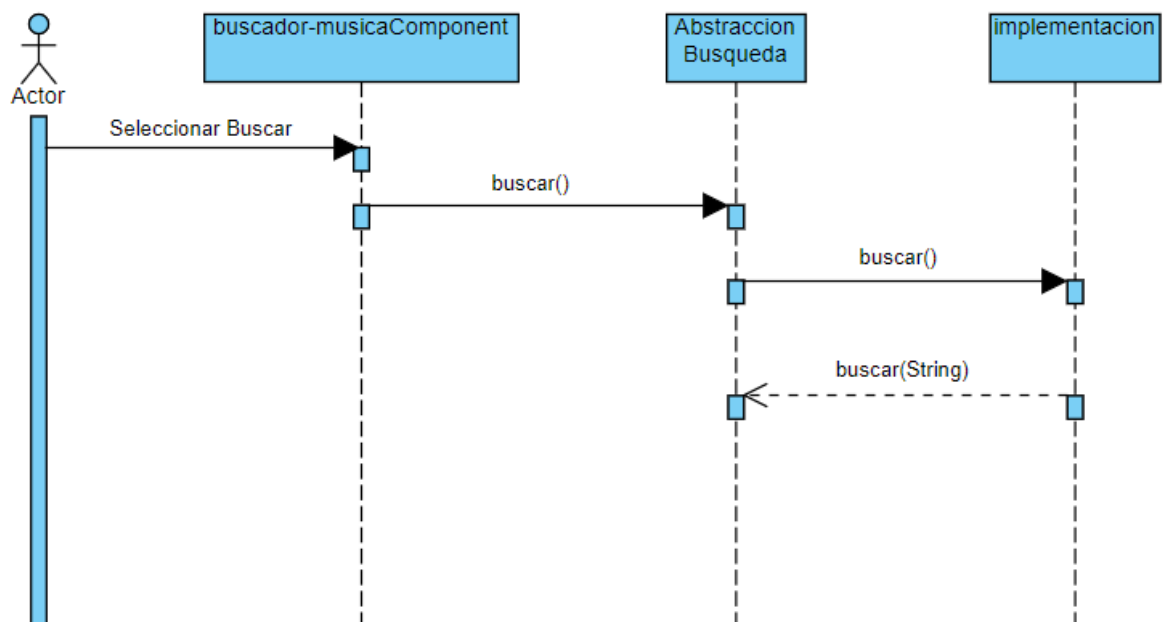 buscador-musicaComponent
Abstraccion
Busqueda
implementacion
Actor
Seleccionar Buscar
buscar()
buscar()
buscar(String)